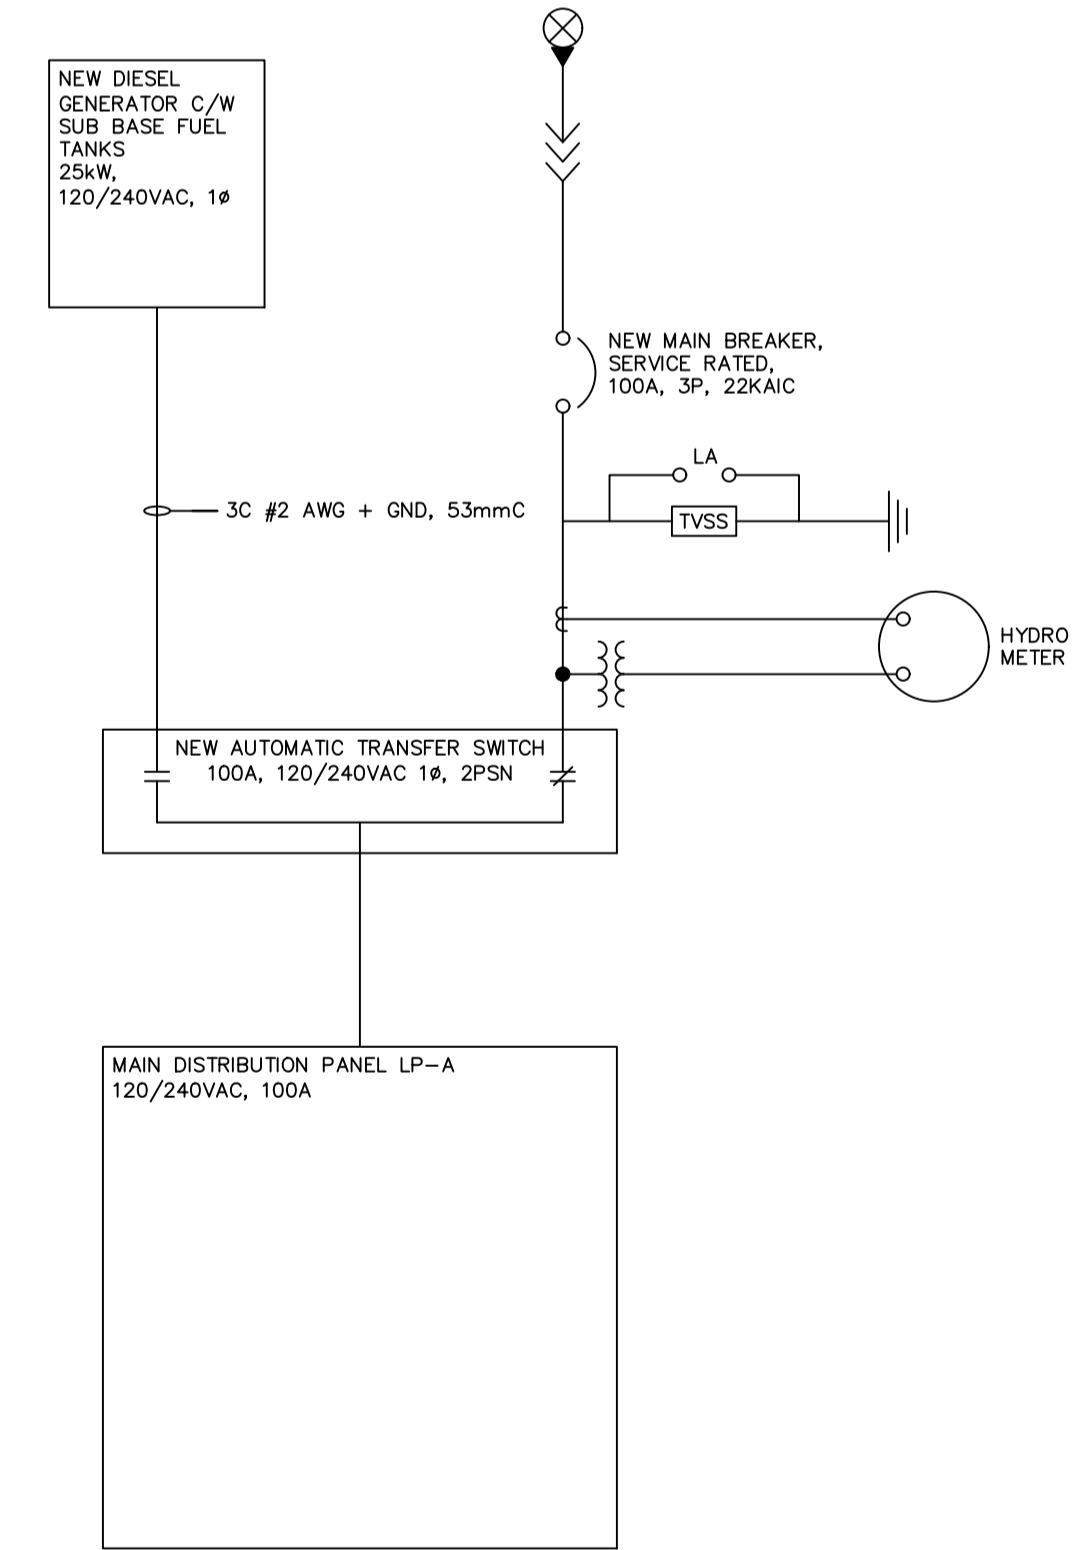 NEW DIESEL
GENERATOR C/W
SUB BASE FUEL
TANKS
25kW,
120/240VAC, 1ø
NEW MAIN BREAKER,
SERVICE RATED,
100A, 3P, 22KAIC
LA
TVSS
3C #2 AWG + GND, 53mmC
HYDRO
METER
NEW AUTOMATIC TRANSFER SWITCH
100A, 120/240VAC 1ø, 2PSN
MAIN DISTRIBUTION PANEL LP-A
120/240VAC, 100A